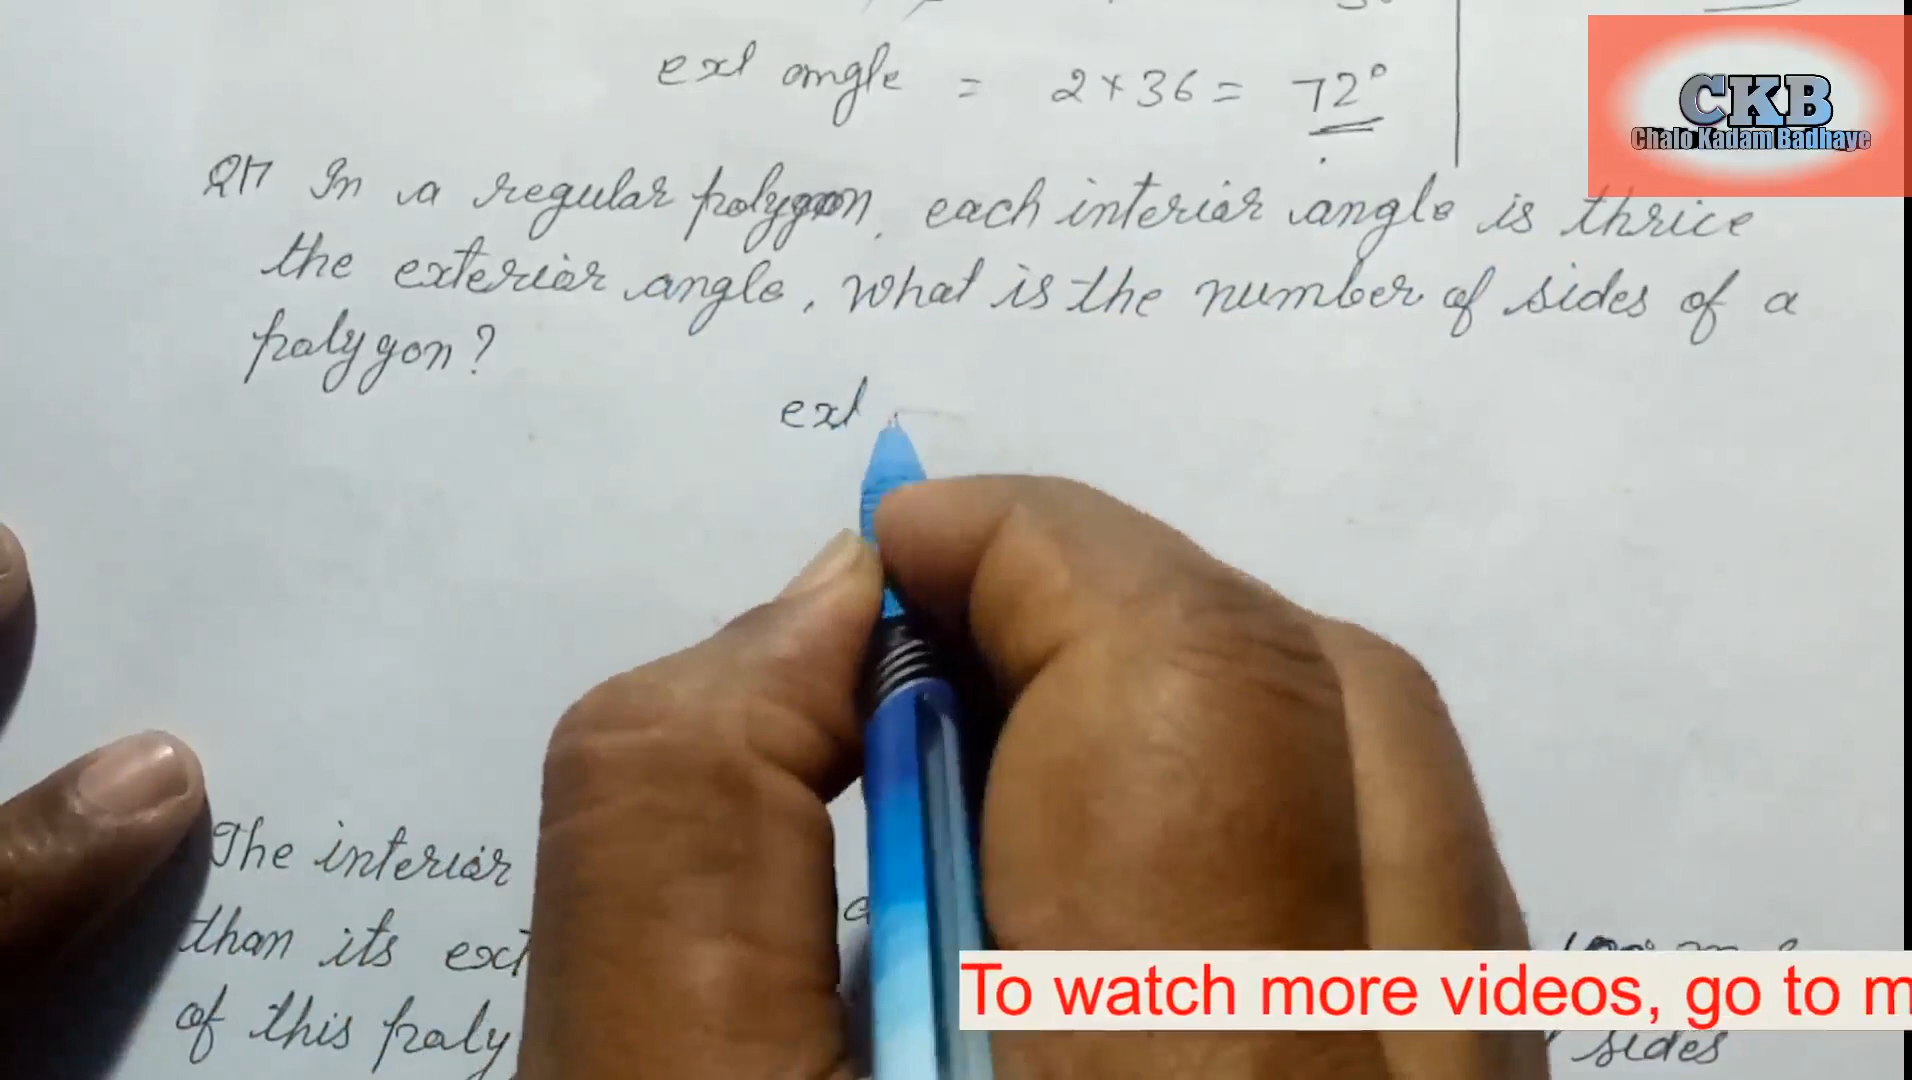 ext angle = 2 × 36 = 72°
CKB
Chalo Kadam Badhaye
Q17 In a regular polygon, each interior angle is thrice
the exterior angle, what is the number of sides of a
polygon?
ext
The interior
than its ext
of this poly
sides
To watch more videos, go to m